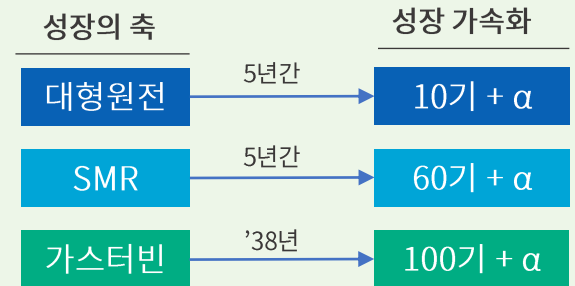 성장의 축
성장 가속화
대형원전
5년간
10기 + α
SMR
5년간
60기 + α
가스터빈
’38년
100기 + α